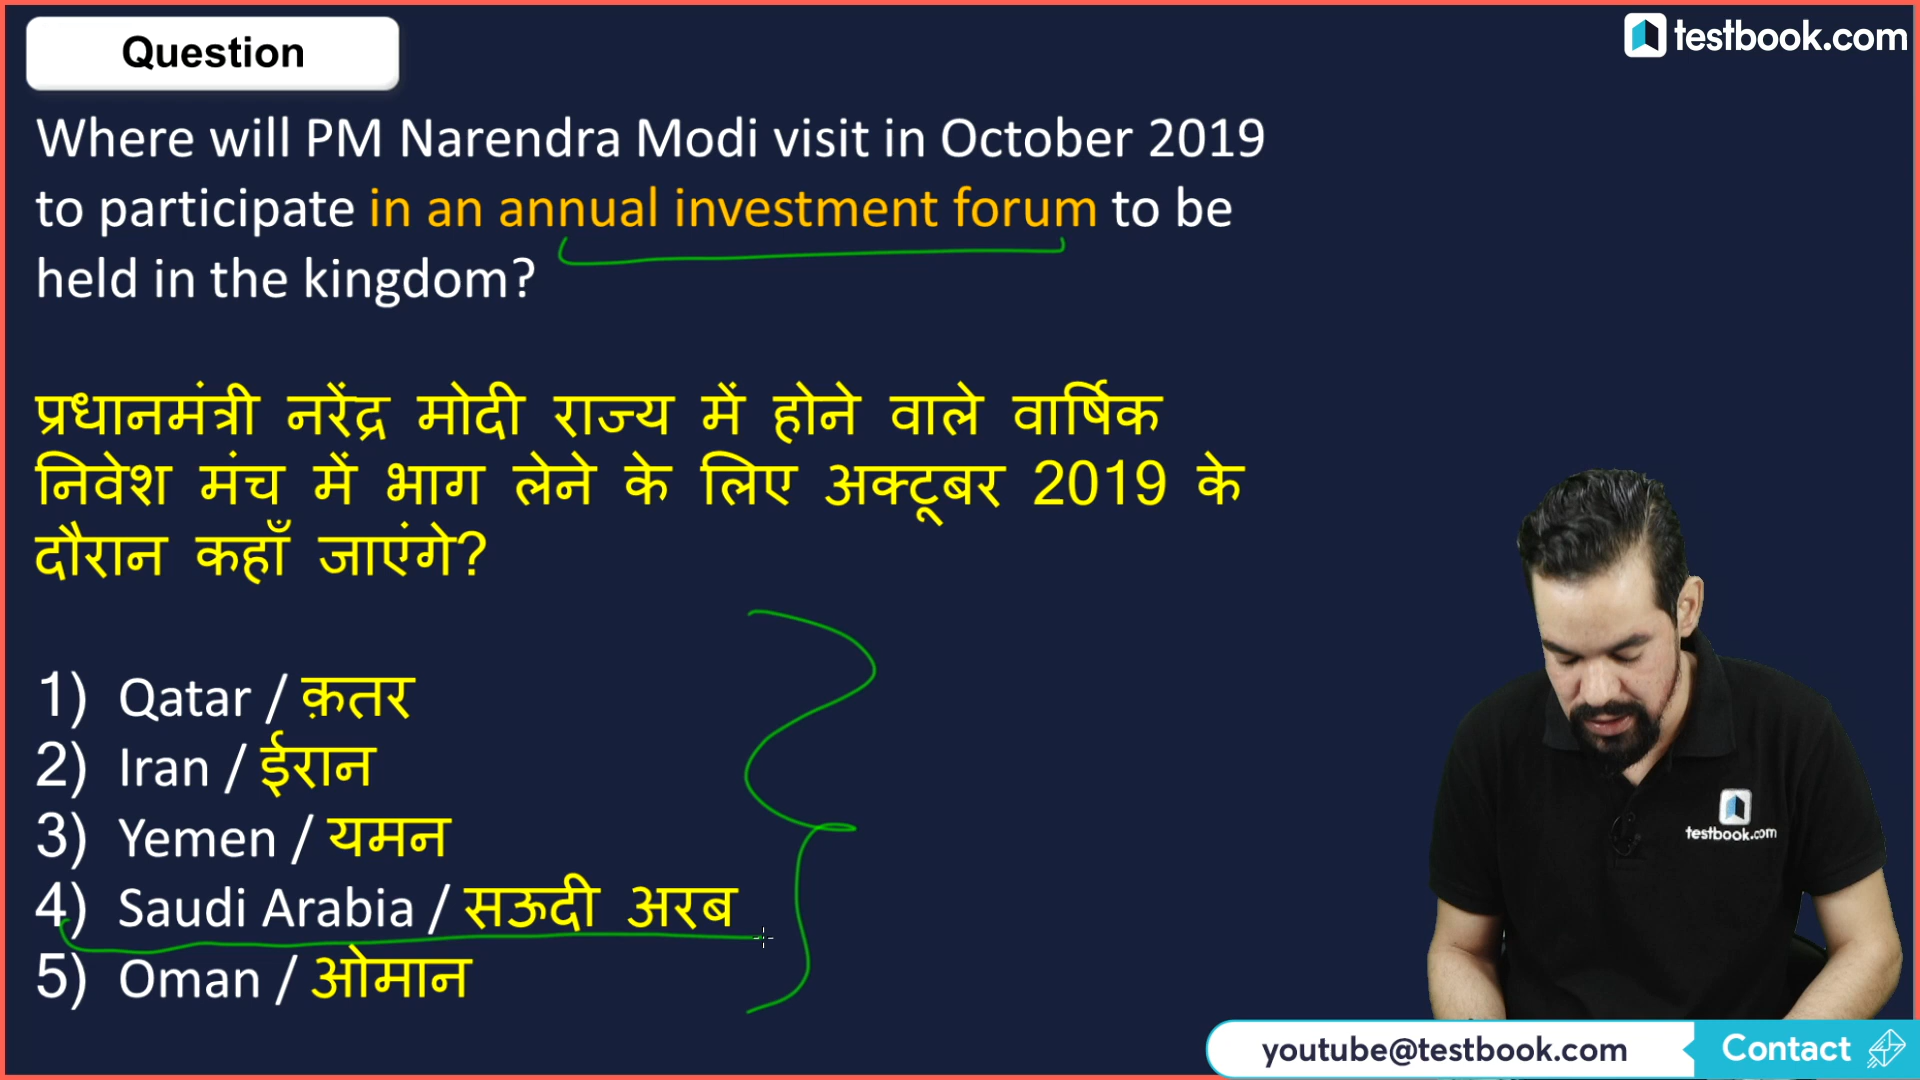 Question
testbook.com
Where will PM Narendra Modi visit in October 2019
to participate in an annual investment forum to be
held in the kingdom?
प्रधानमंत्री नरेंद्र मोदी राज्य में होने वाले वार्षिक
निवेश मंच में भाग लेने के लिए अक्टूबर 2019 के
दौरान कहाँ जाएंगे?
1) Qatar / क़तर
2) Iran / ईरान
3) Yemen / यमन
4) Saudi Arabia / सऊदी अरब
5) Oman / ओमान
testbook.com
youtube@testbook.com
Contact